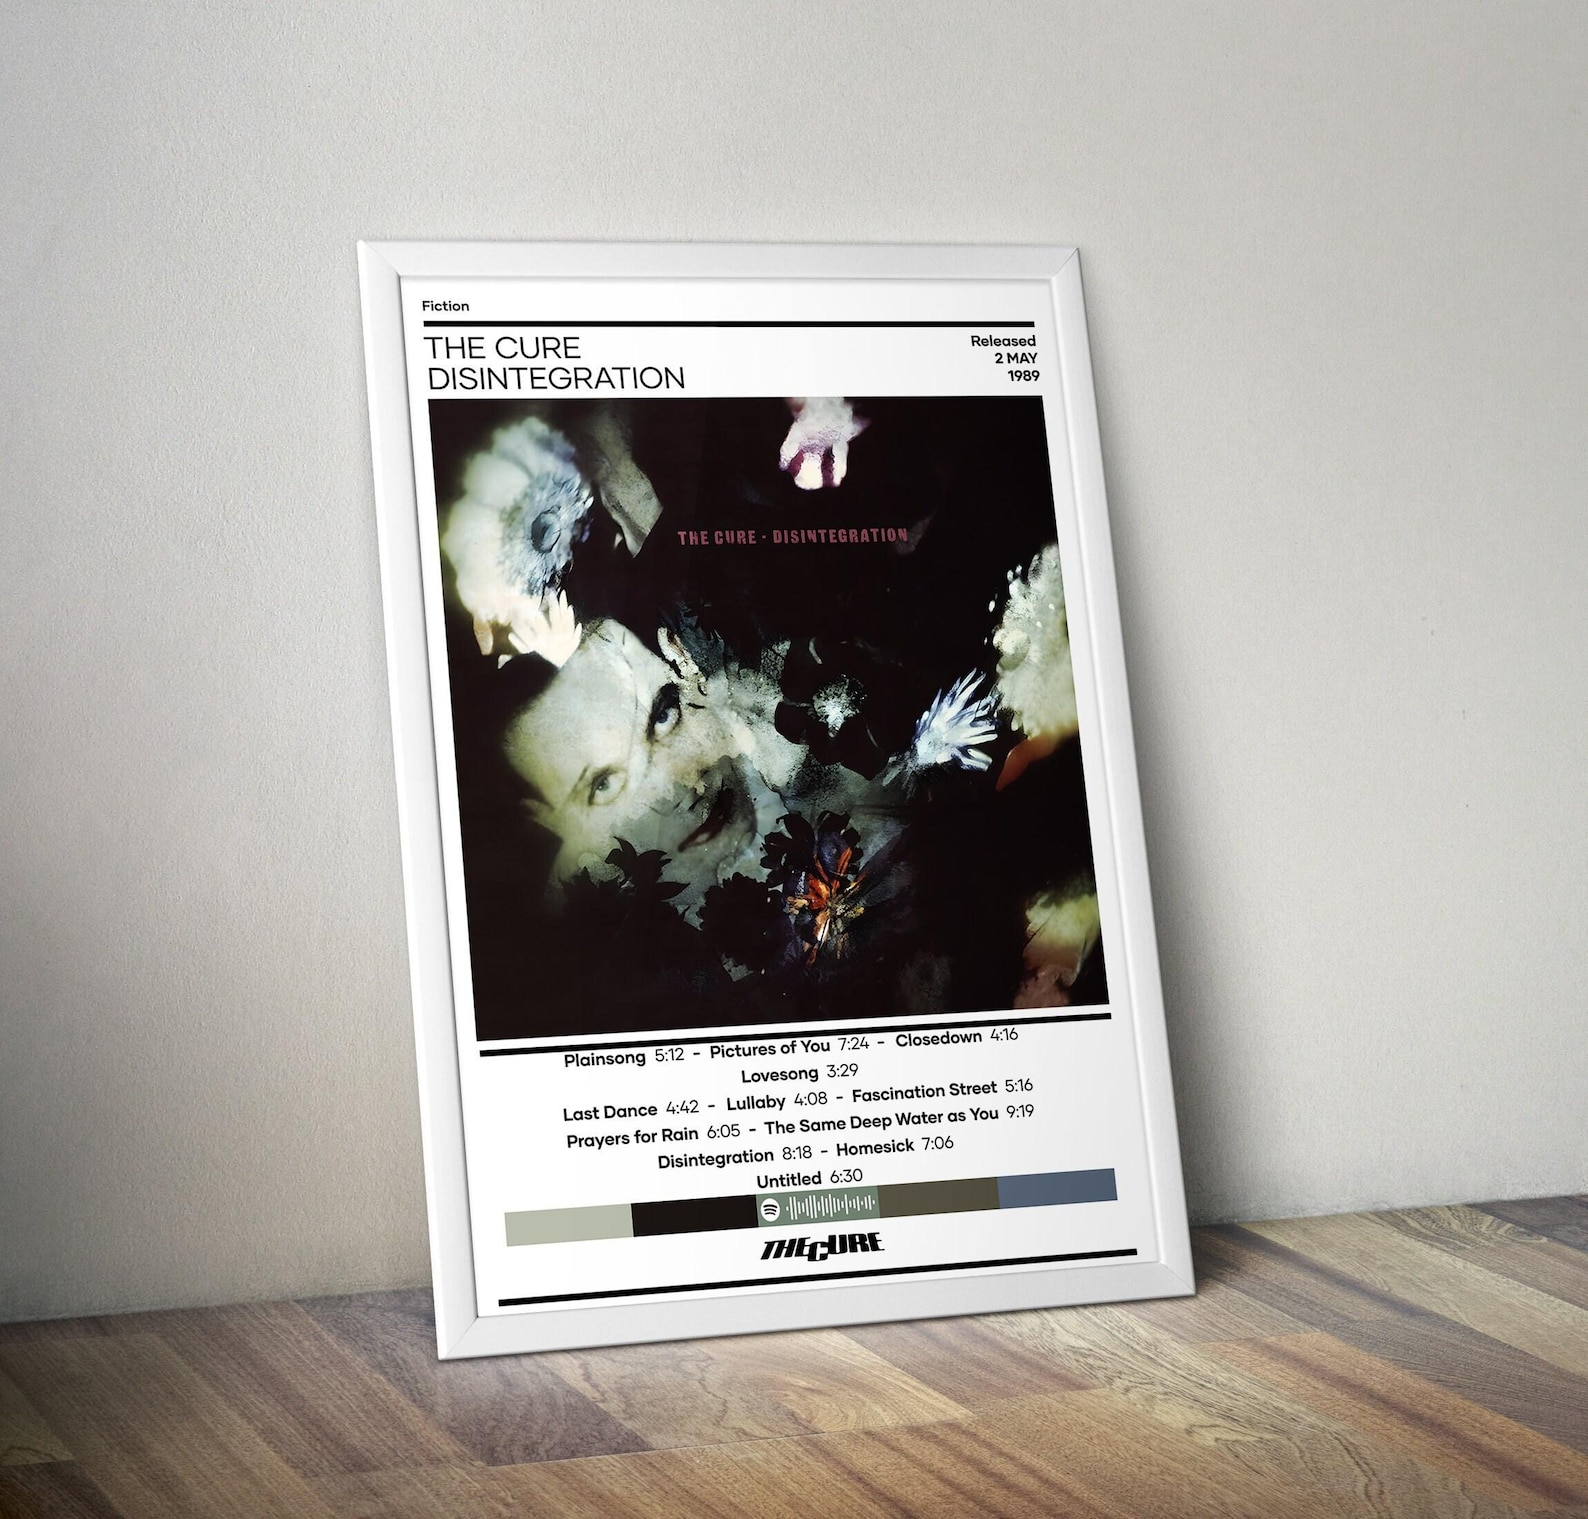 Fiction
THE CURE
DISINTEGRATION
Released
2 MAY
1989
THE CURE · DISINTEGRATION
Plainsong 5:12 - Pictures of You 7:24 - Closedown 4:16
Lovesong 3:29
Last Dance 4:42 - Lullaby 4:08 - Fascination Street 5:16
Prayers for Rain 6:05 - The Same Deep Water as You 9:19
Disintegration 8:18 - Homesick 7:06
Untitled 6:30
THE CURE